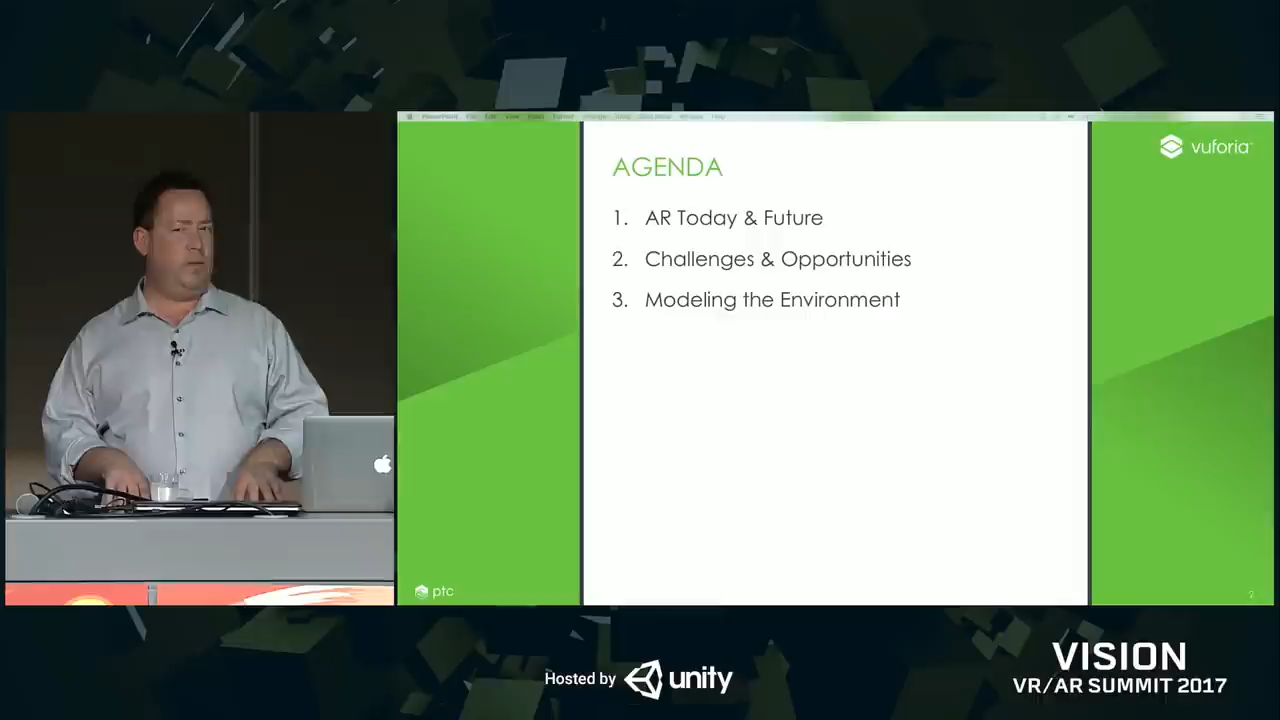 vuforia
AGENDA
1. AR Today & Future
2. Challenges & Opportunities
3. Modeling the Environment
ptc
2
Hosted by unity
VISION
VR/AR SUMMIT 2017